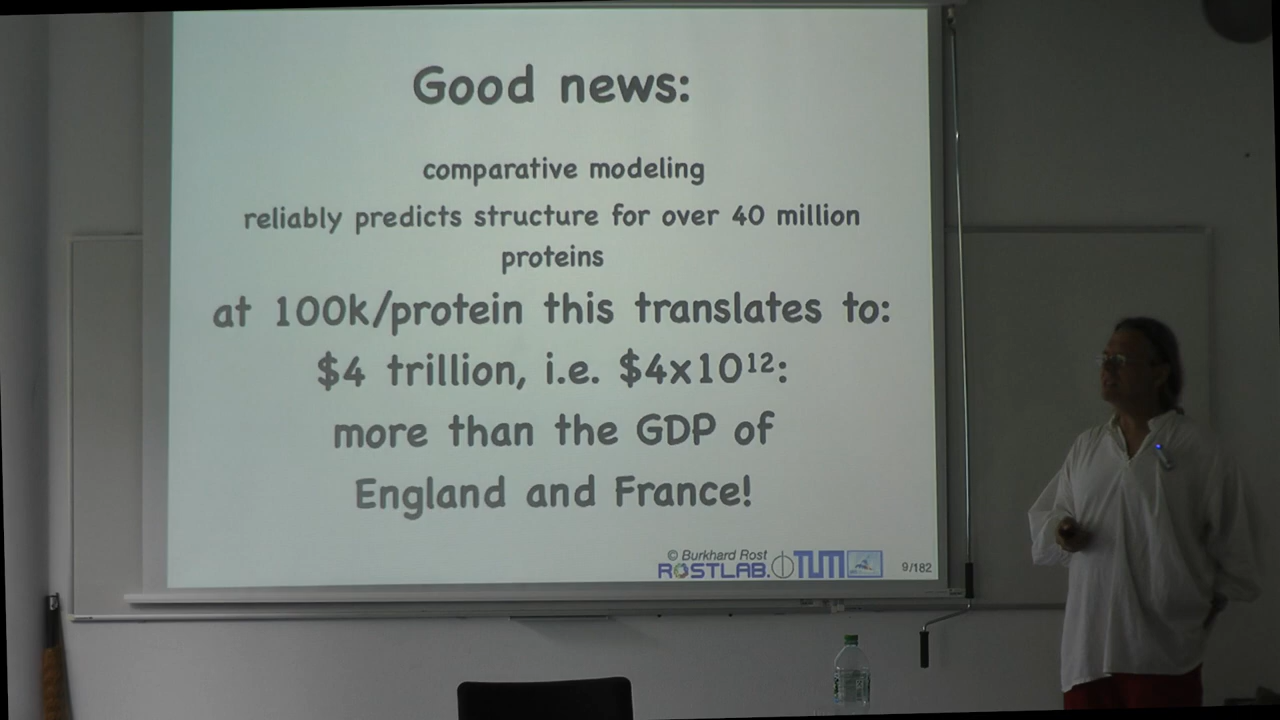 Good news:
comparative modeling
reliably predicts structure for over 40 million
proteins
at 100k/protein this translates to:
$4 trillion, i.e. $4x10¹²:
more than the GDP of
England and France!
© Burkhard Rost
ROSTLAB. TUM
9/182